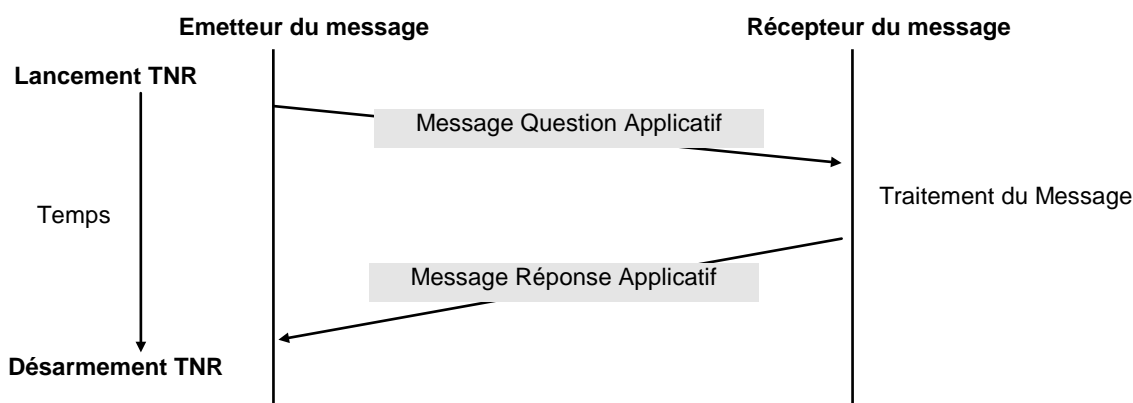 Emetteur du message
Récepteur du message
Lancement TNR
Message Question Applicatif
Traitement du Message
Temps
Message Réponse Applicatif
Désarmement TNR